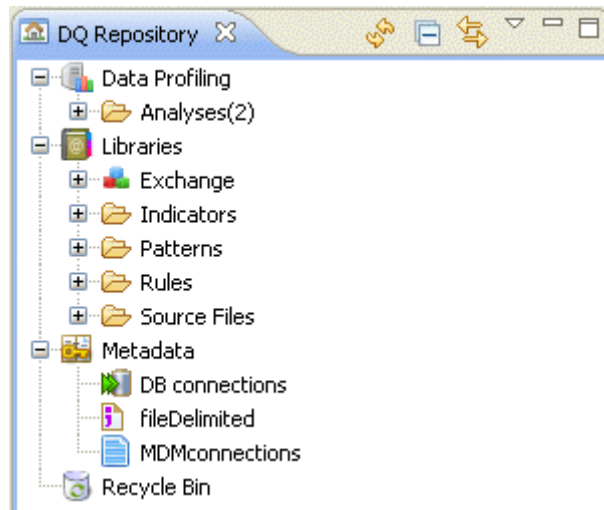 DQ Repository
Data Profiling
Analyses(2)
Libraries
Exchange
Indicators
Patterns
Rules
Source Files
Metadata
DB connections
fileDelimited
MDMconnections
Recycle Bin